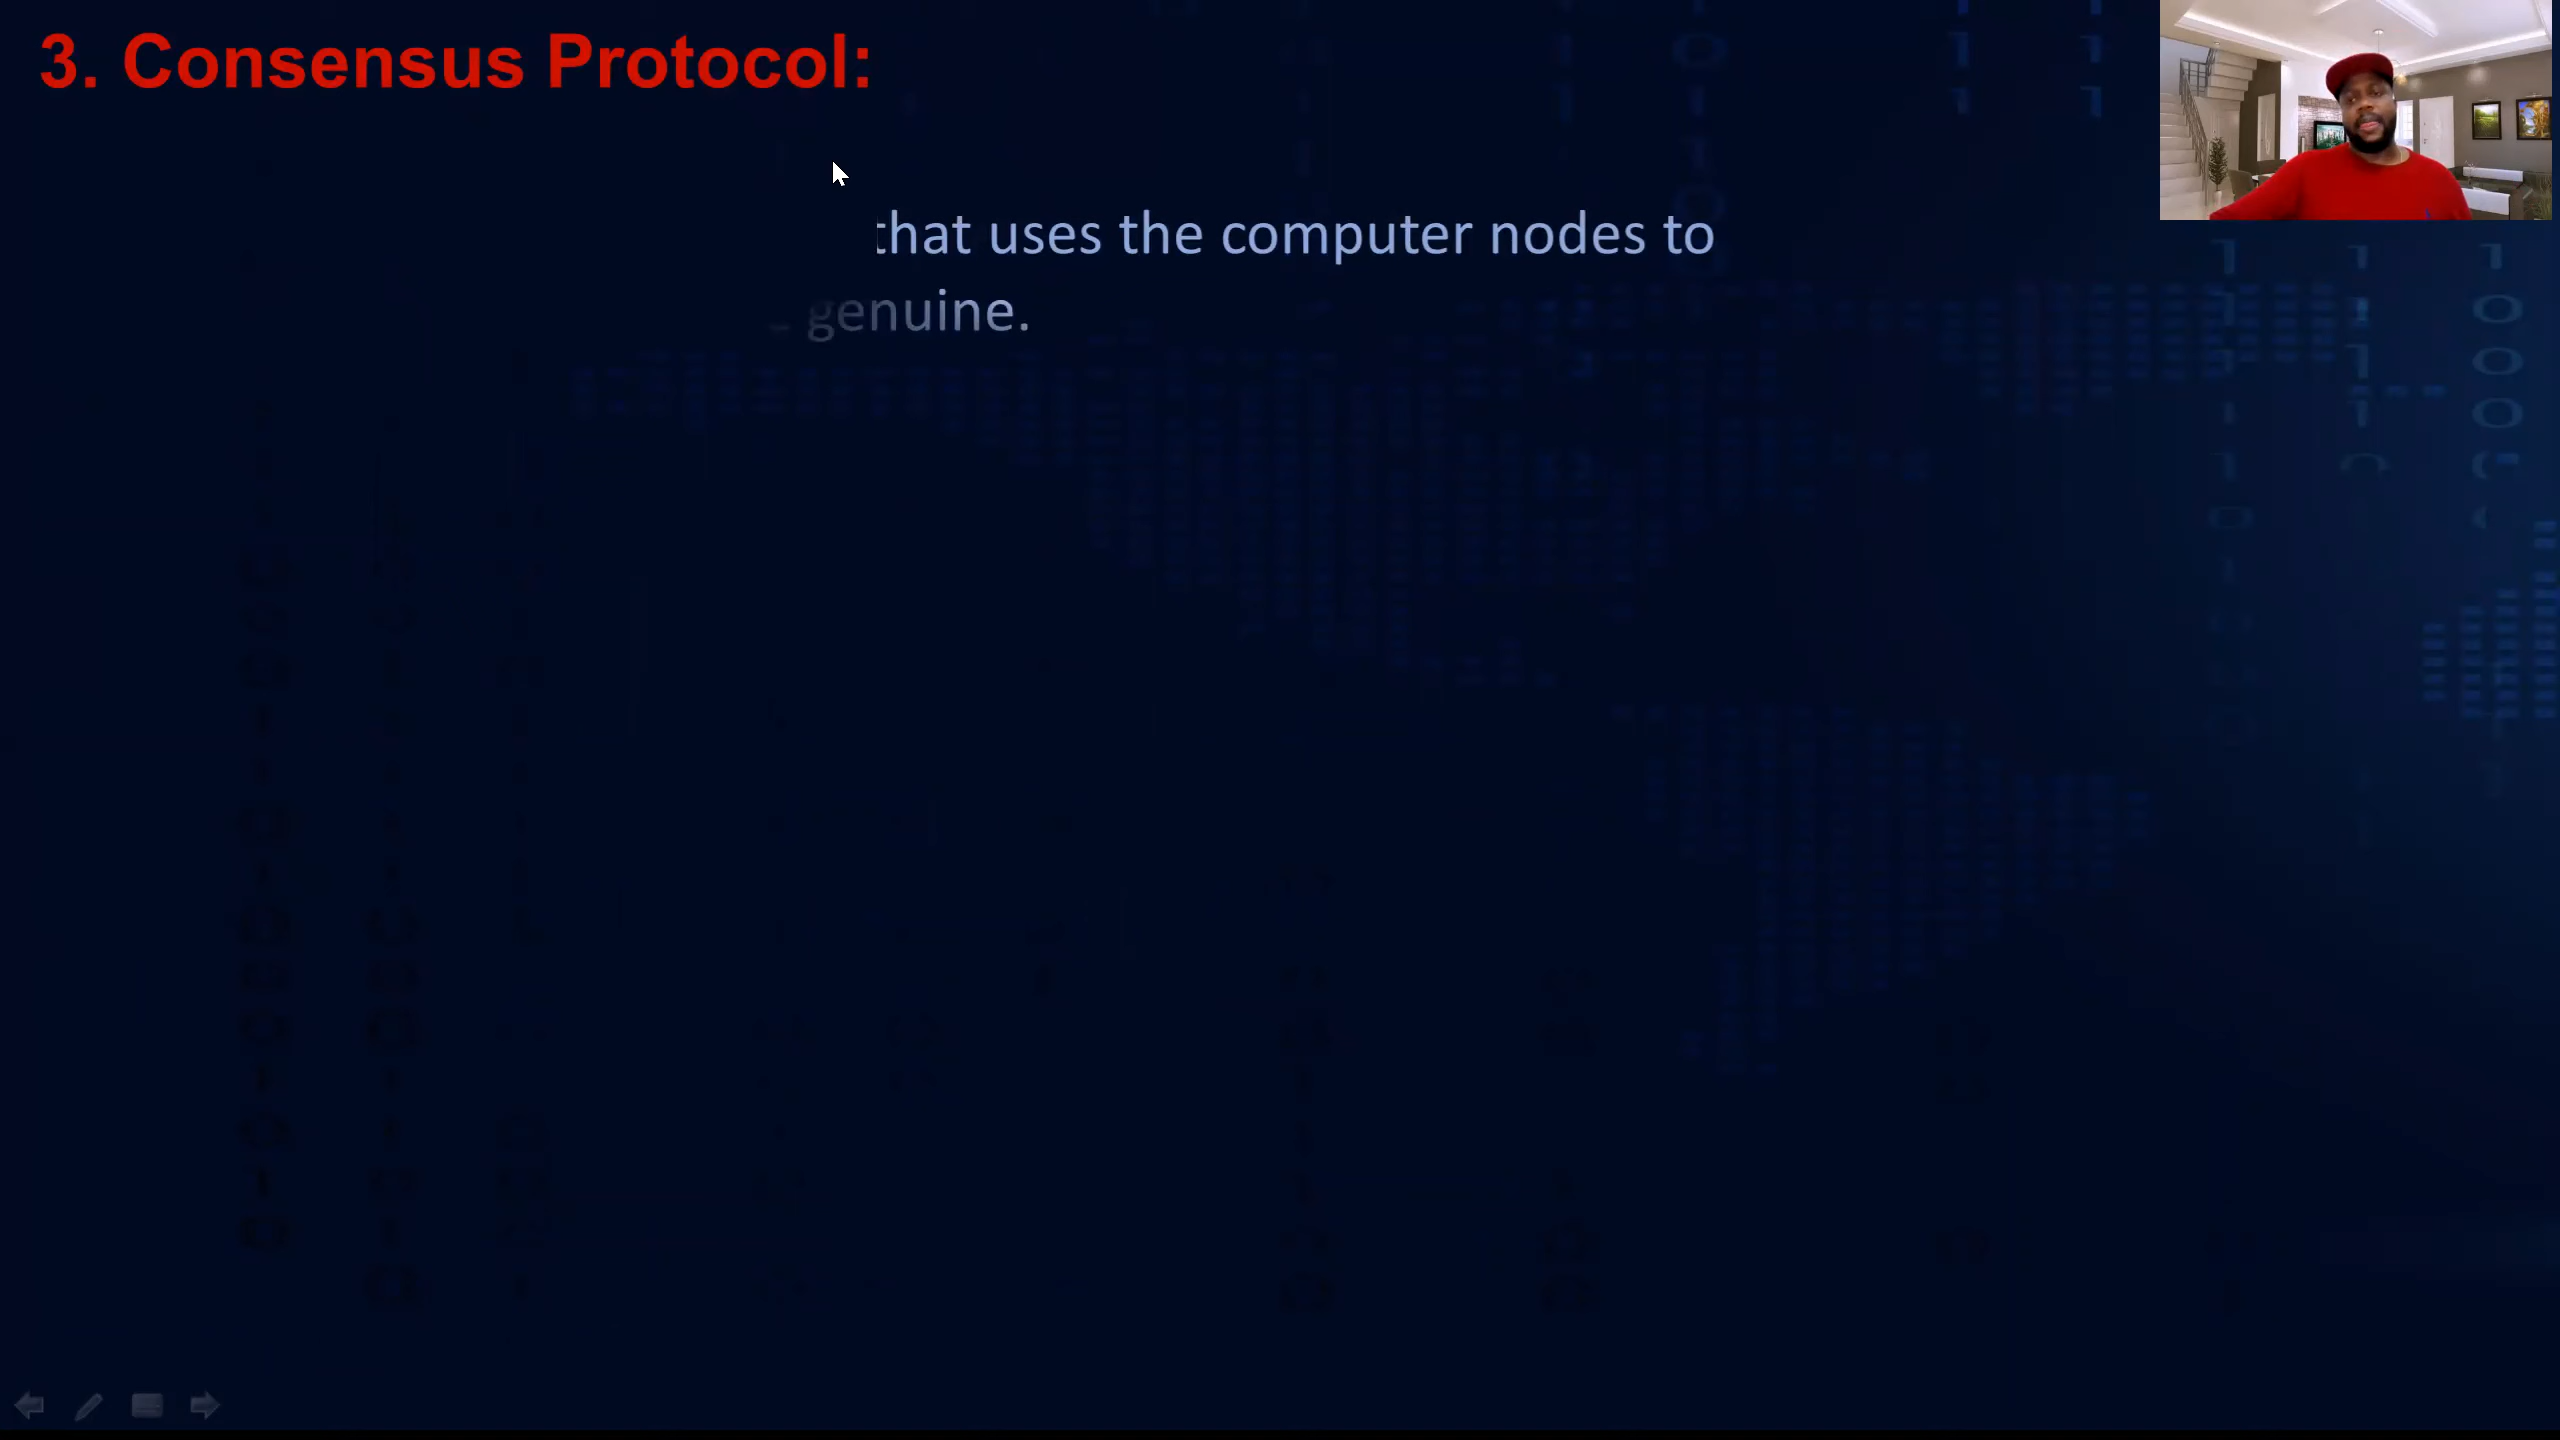 3. Consensus Protocol:
that uses the computer nodes to
genuine.